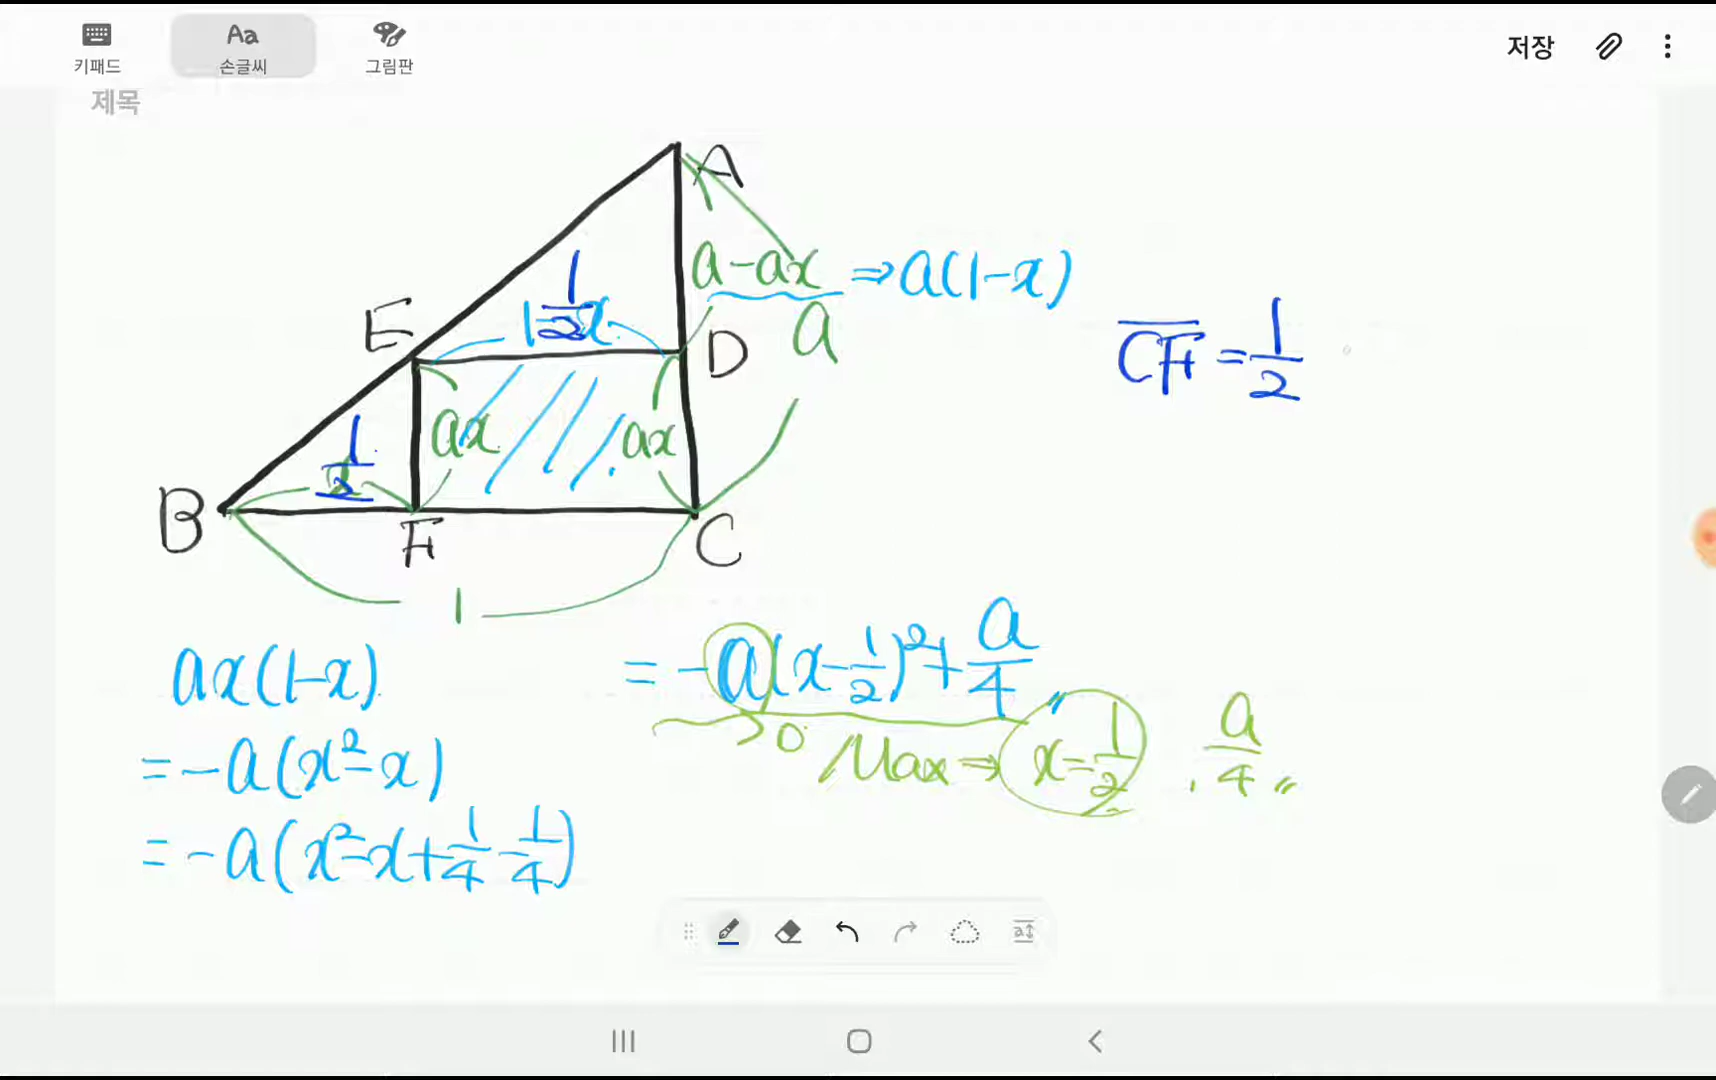 키패드
손글씨
그림판
저장
제목
A
a-ax ⇒ a(1-x)
a
1/2
1-x
E
D
CF = 1/2
ax
ax
1/2
B
F
C
1
ax(1-x)
= -a(x²-x)
= -a(x²-x+1/4-1/4)
= -a(x-1/2)²+a/4
>0
Max ⇒ x=1/2, a/4